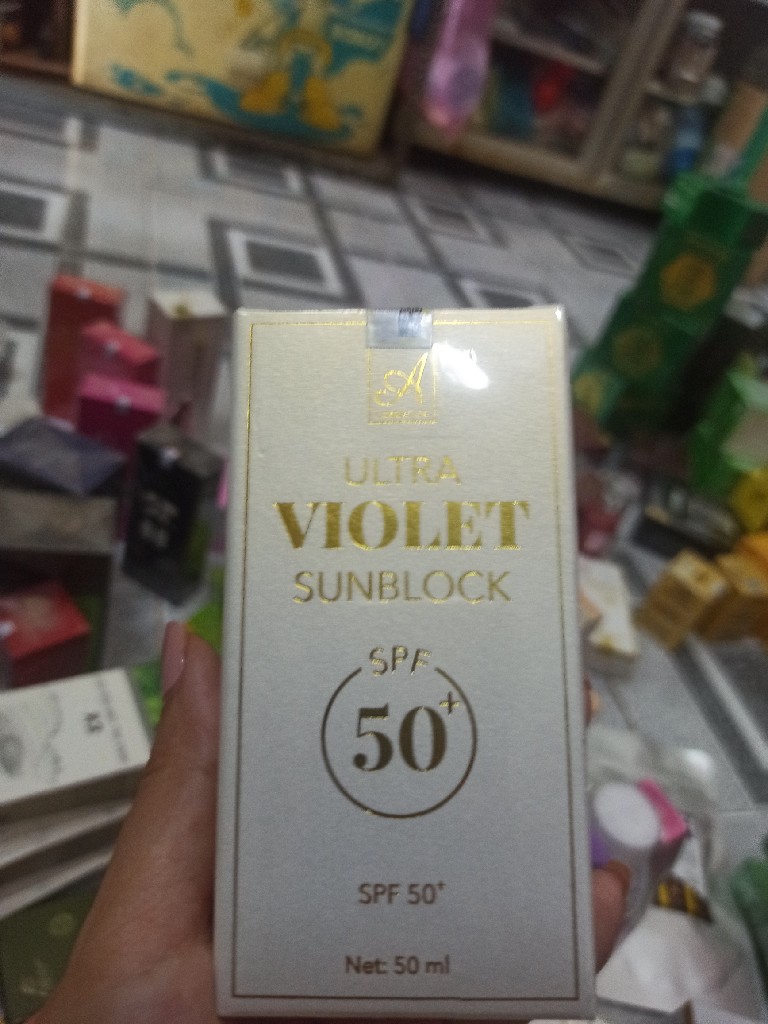 A
ULTRA
VIOLET
SUNBLOCK
SPF
50+
SPF 50+
Net: 50 ml